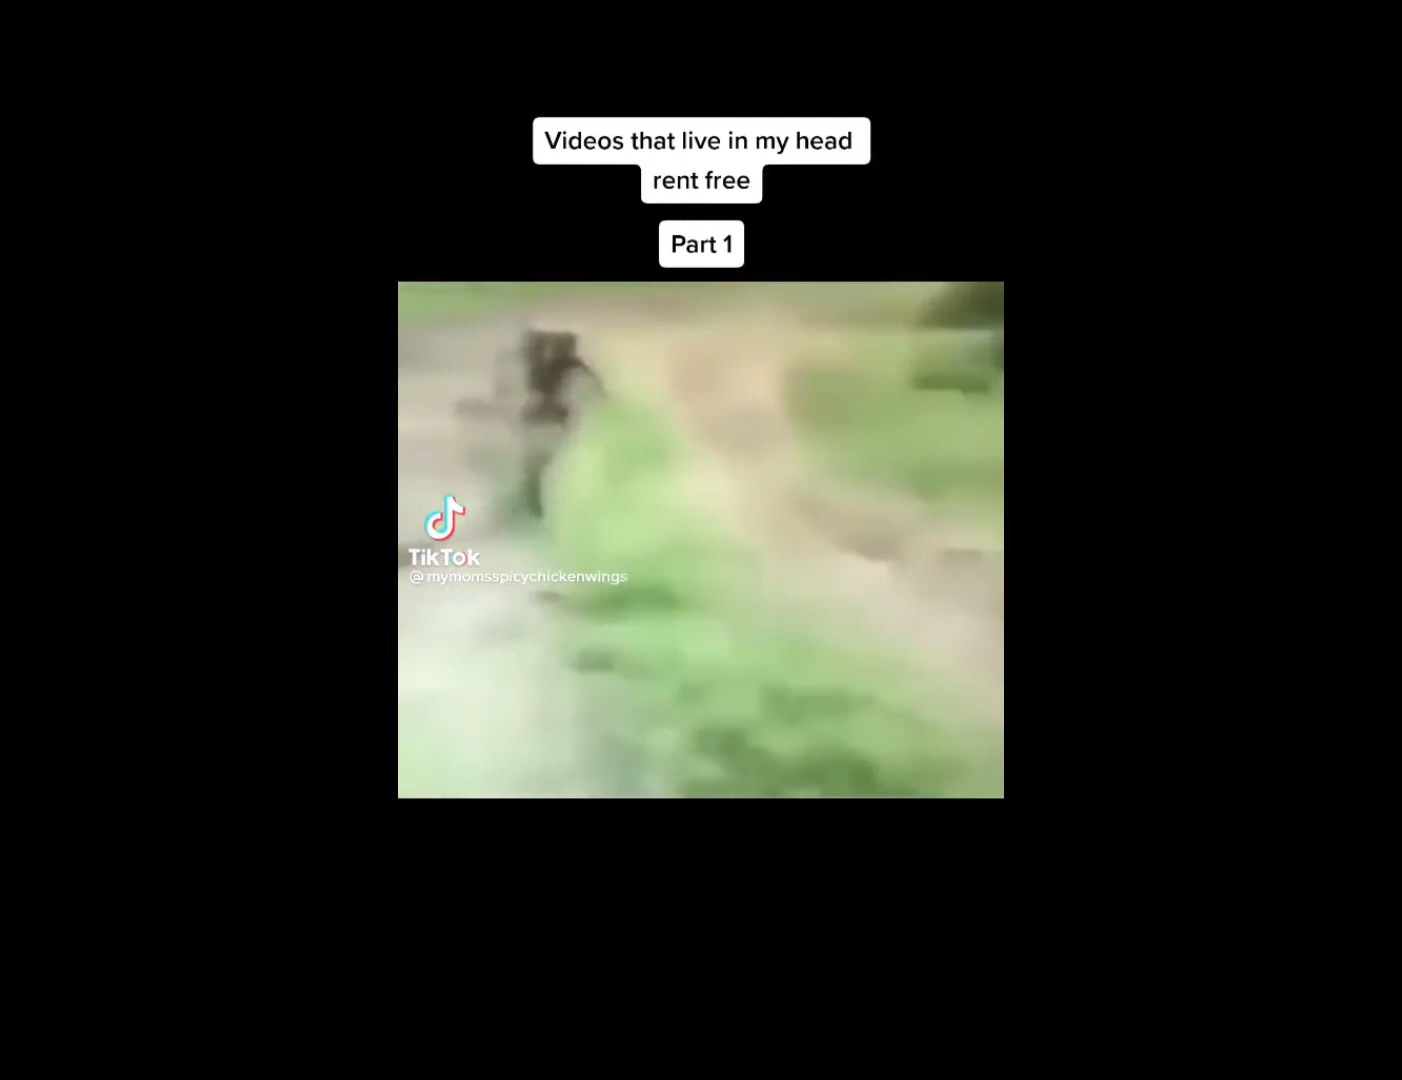 Videos that live in my head
rent free
Part 1
TikTok
@mymomsspicychickenwings